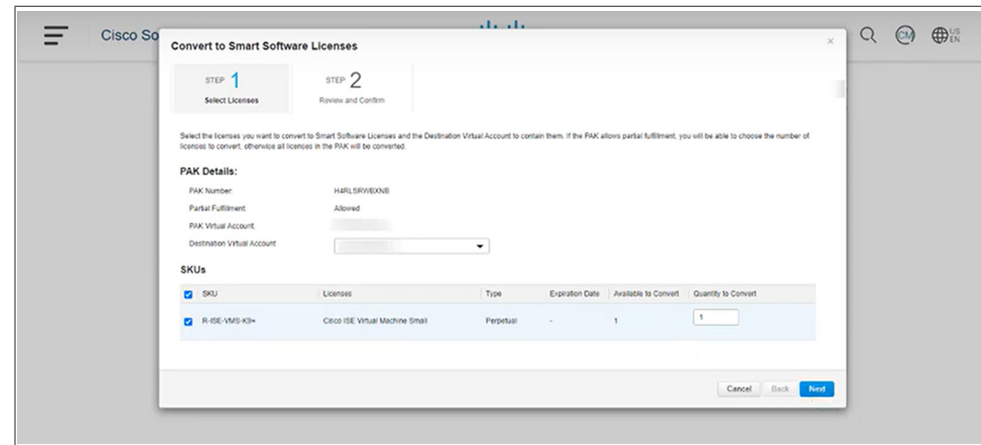 Cisco So
CM
US
EN
Convert to Smart Software Licenses
×
STEP 1
Select Licenses
STEP 2
Review and Confirm
Select the licenses you want to convert to Smart Software Licenses and the Destination Virtual Account to contain them. If the PAK allows partial fulfillment, you will be able to choose the number of
licenses to convert, otherwise all licenses in the PAK will be converted.
PAK Details:
PAK Number: H4RLSRWBXNB
Partial Fulfillment: Allowed
PAK Virtual Account:
Destination Virtual Account:
SKUs
SKU Licenses Type Expiration Date Available to Convert Quantity to Convert
R-ISE-VMS-K9= Cisco ISE Virtual Machine Small Perpetual - 1 1
Cancel Back Next